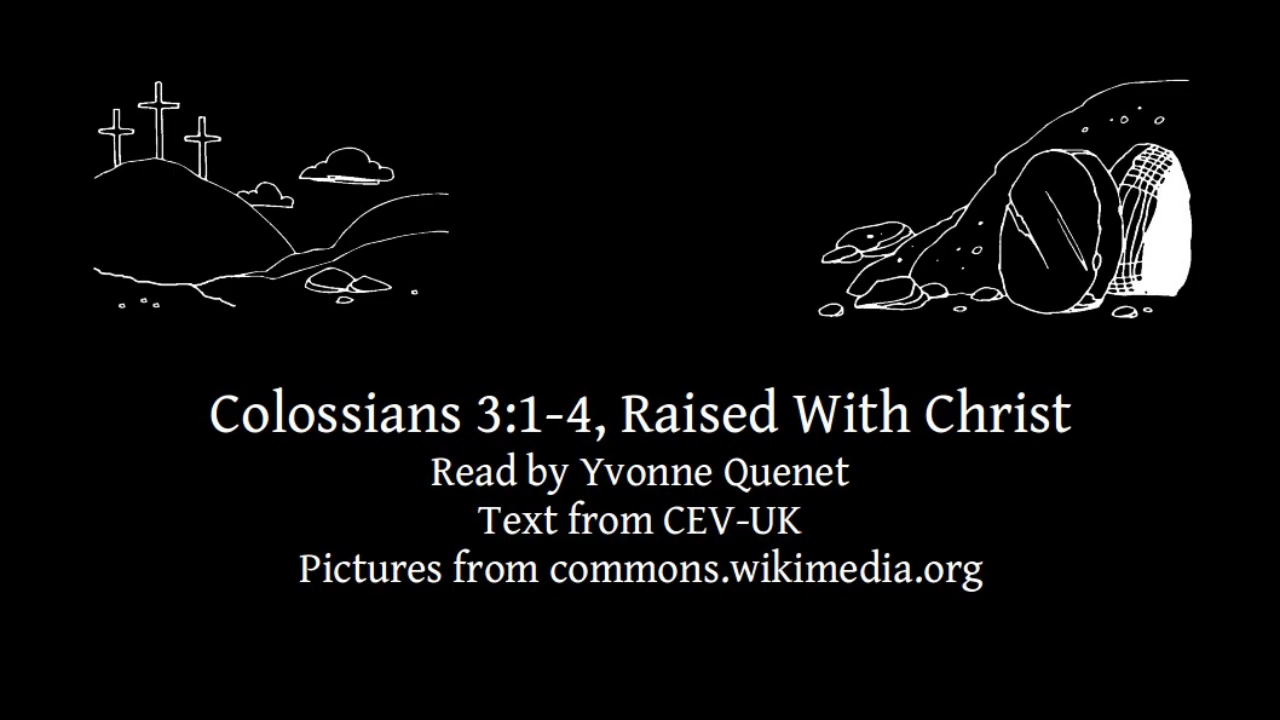 Colossians 3:1-4, Raised With Christ
Read by Yvonne Quenet
Text from CEV-UK
Pictures from commons.wikimedia.org